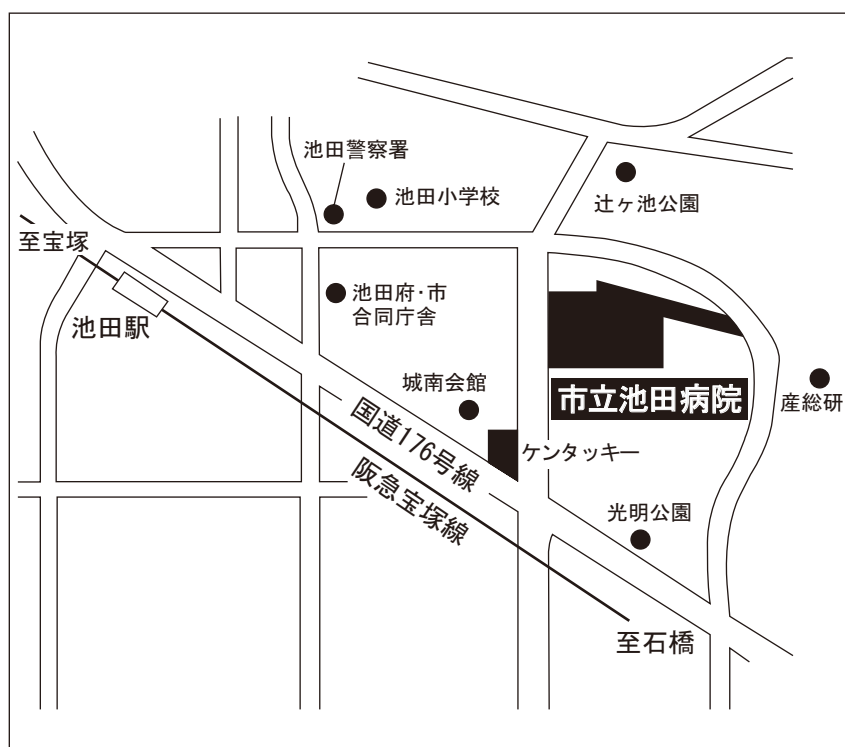 池田警察署
池田小学校
辻ヶ池公園
至宝塚
池田駅
池田府・市
合同庁舎
城南会館
市立池田病院
産総研
国道176号線
ケンタッキー
阪急宝塚線
光明公園
至石橋